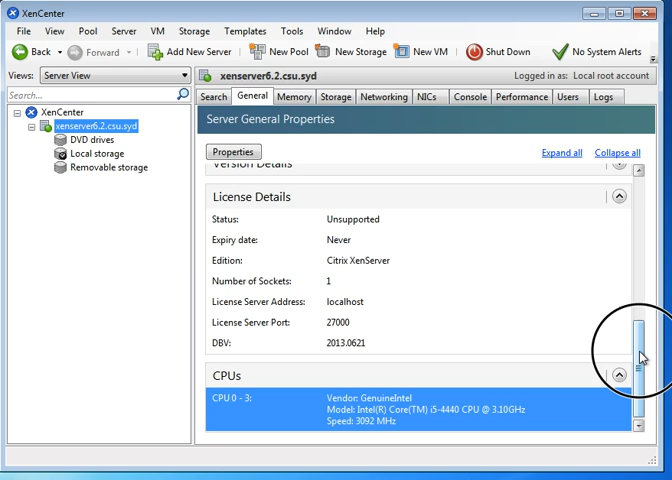 XenCenter
File View Pool Server VM Storage Templates Tools Window Help
Back Forward Add New Server New Pool New Storage New VM Shut Down No System Alerts
Views: Server View xenserver6.2.csu.syd Logged in as: Local root account
Search... Search General Memory Storage Networking NICs Console Performance Users Logs
XenCenter
xenserver6.2.csu.syd
DVD drives
Local storage
Removable storage
Server General Properties
Properties Expand all Collapse all
Version Details
License Details
Status: Unsupported
Expiry date: Never
Edition: Citrix XenServer
Number of Sockets: 1
License Server Address: localhost
License Server Port: 27000
DBV: 2013.0621
CPUs
CPU 0 - 3: Vendor: GenuineIntel
Model: Intel(R) Core(TM) i5-4440 CPU @ 3.10GHz
Speed: 3092 MHz